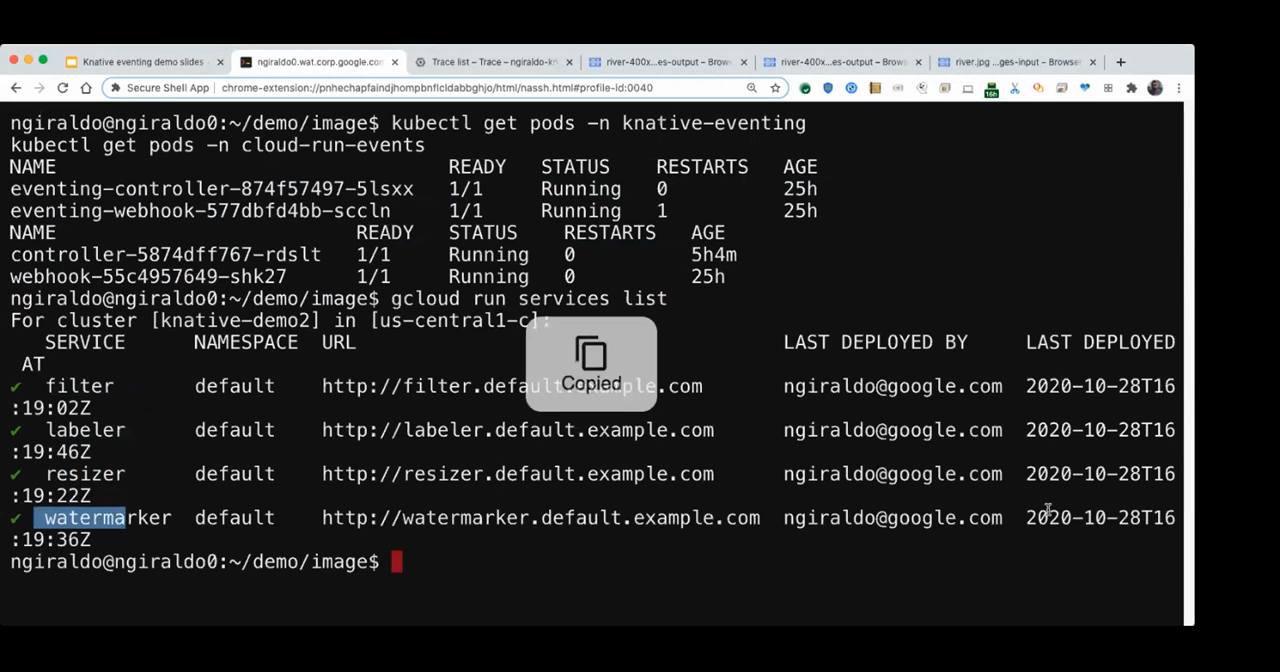 Knative eventing demo slides
ngiraldo0.wat.corp.google.com
Trace list – Trace – ngiraldo-kn
river-400x...es-output – Brows
river-400x...es-output – Brows
river.jpg ...ges-input – Browse
Secure Shell App
chrome-extension://pnhechapfaindjhompbnflcldabbghjo/html/nassh.html#profile-id:0040
16h
ngiraldo@ngiraldo0:~/demo/image$ kubectl get pods -n knative-eventing
kubectl get pods -n cloud-run-events
NAME READY STATUS RESTARTS AGE
eventing-controller-874f57497-5lsxx 1/1 Running 0 25h
eventing-webhook-577dbfd4bb-sccln 1/1 Running 1 25h
NAME READY STATUS RESTARTS AGE
controller-5874dff767-rdslt 1/1 Running 0 5h4m
webhook-55c4957649-shk27 1/1 Running 0 25h
ngiraldo@ngiraldo0:~/demo/image$ gcloud run services list
For cluster [knative-demo2] in [us-central1-c]:
SERVICE NAMESPACE URL LAST DEPLOYED BY LAST DEPLOYED
AT
✔ filter default http://filter.default.example.com ngiraldo@google.com 2020-10-28T16
:19:02Z
✔ labeler default http://labeler.default.example.com ngiraldo@google.com 2020-10-28T16
:19:46Z
✔ resizer default http://resizer.default.example.com ngiraldo@google.com 2020-10-28T16
:19:22Z
✔ watermarker default http://watermarker.default.example.com ngiraldo@google.com 2020-10-28T16
:19:36Z
ngiraldo@ngiraldo0:~/demo/image$
Copied